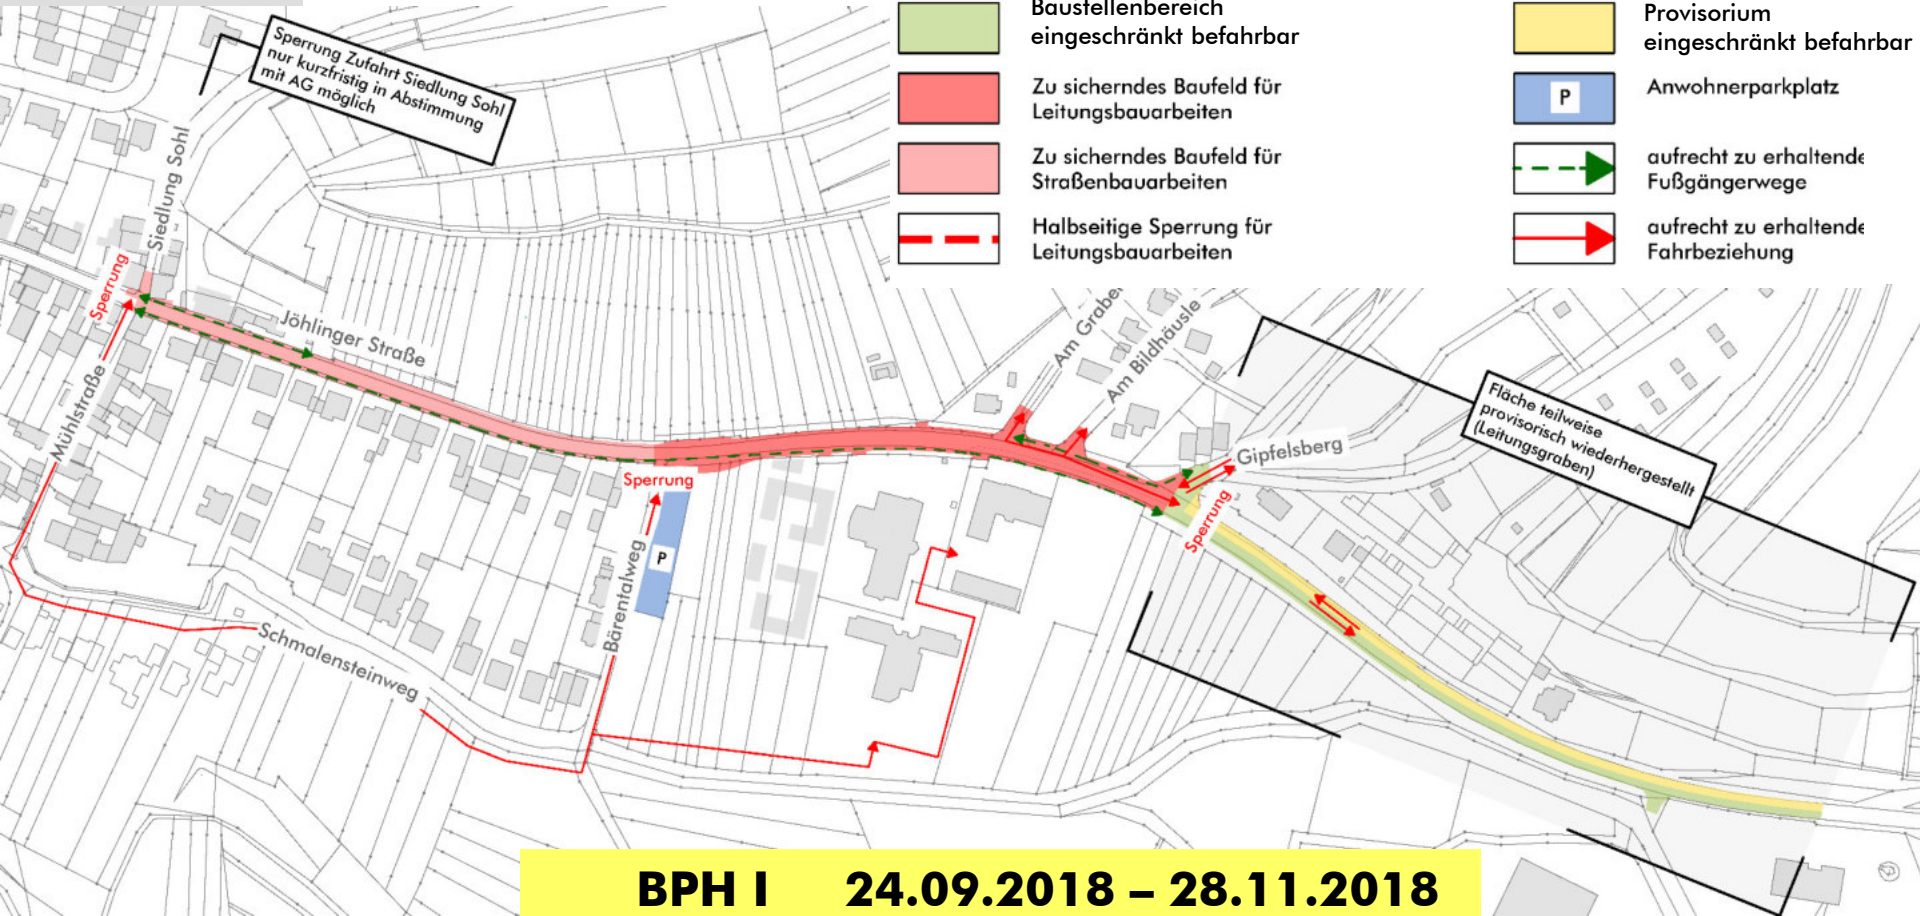 Baustellenbereich
eingeschränkt befahrbar
Zu sicherndes Baufeld für
Leitungsbauarbeiten
Zu sicherndes Baufeld für
Straßenbauarbeiten
Halbseitige Sperrung für
Leitungsbauarbeiten
Provisorium
eingeschränkt befahrbar
P
Anwohnerparkplatz
aufrecht zu erhaltende
Fußgängerwege
aufrecht zu erhaltende
Fahrbeziehung
Sperrung Zufahrt Siedlung Sohl
nur kurzfristig in Abstimmung
mit AG möglich
Siedlung Sohl
Sperrung
Jöhlinger Straße
Mühlstraße
Am Graben
Am Bildhäusle
Gipfelsberg
Fläche teilweise
provisorisch wiederhergestellt
(Leitungsgraben)
Sperrung
Sperrung
P
Bärentalweg
Schmalensteinweg
BPH I 24.09.2018 – 28.11.2018